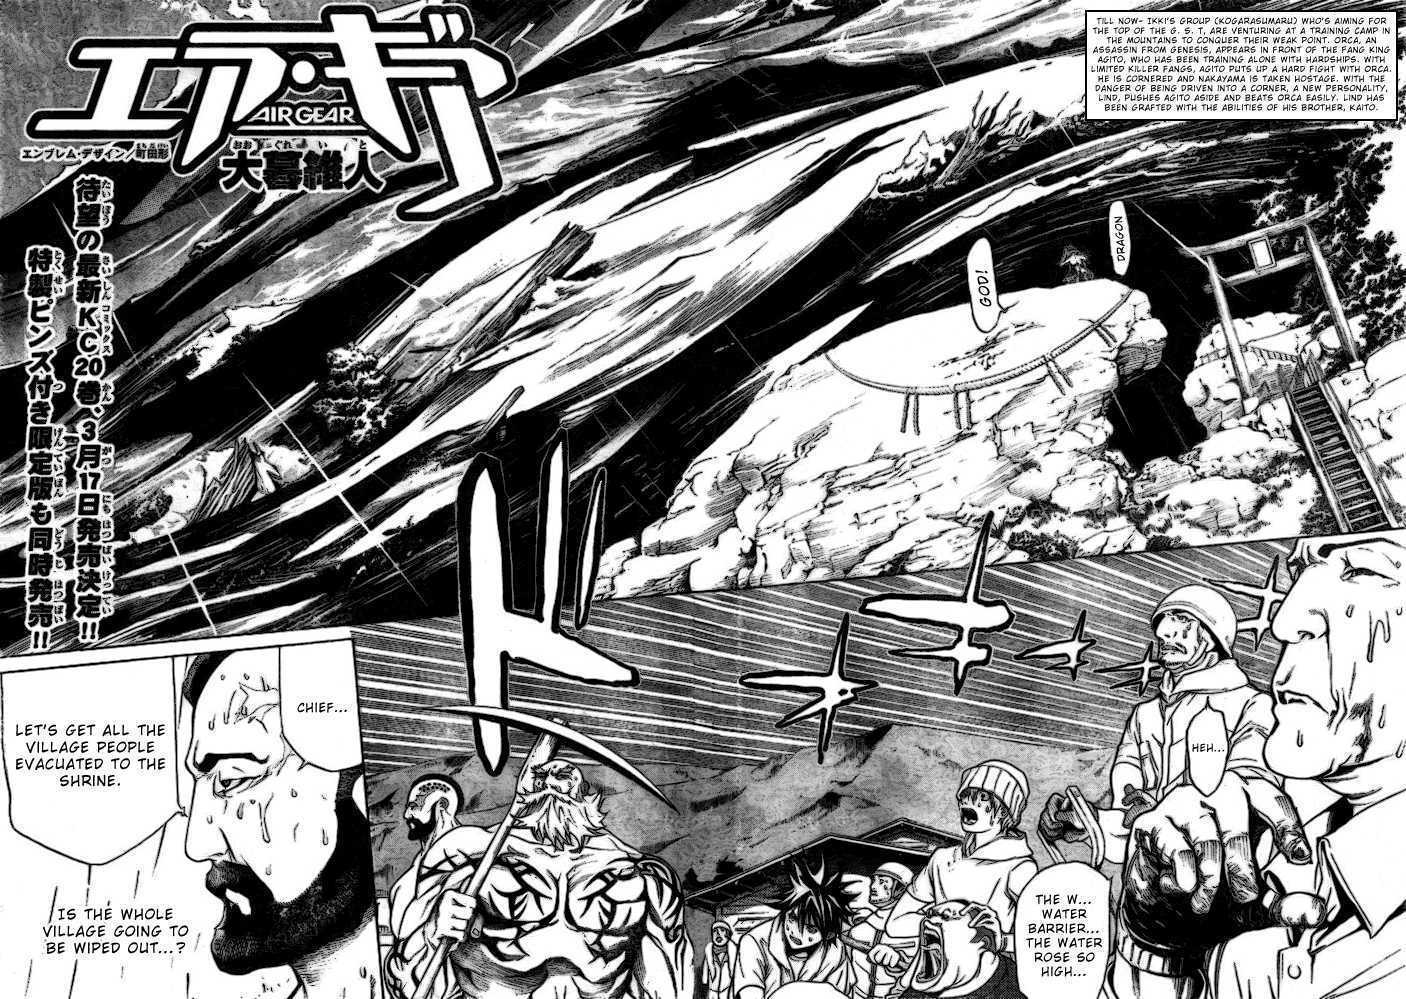 TILL NOW- IKKI'S GROUP (KOGARASUMARU) WHO'S AIMING FOR
THE TOP OF THE G. S. T, ARE VENTURING AT A TRAINING CAMP IN
THE MOUNTAINS TO CONQUER THEIR WEAK POINT. ORCA, AN
ASSASSIN FROM GENESIS, APPEARS IN FRONT OF THE FANG KING
AGITO, WHO HAS BEEN TRAINING ALONE WITH HARDSHIPS. WITH
LIMITED KILLER FANGS, AGITO PUTS UP A HARD FIGHT WITH ORCA.
HE IS CORNERED AND NAKAYAMA IS TAKEN HOSTAGE. WITH THE
DANGER OF BEING DRIVEN INTO A CORNER, A NEW PERSONALITY,
LIND, PUSHES AGITO ASIDE AND BEATS ORCA EASILY. LIND HAS
BEEN GRAFTED WITH THE ABILITIES OF HIS BROTHER, KAITO.
エア・ギア
AIR GEAR
エンブレム・デザイン/町田形
大暮維人
待望の最新KC20巻、3月17日発売決定!!
特製ピンズ付き限定版も同時発売!!
DRAGON
GOD!
ド
HEH...
THE W...
WATER
BARRIER...
THE WATER
ROSE SO
HIGH...
CHIEF...
LET'S GET ALL THE
VILLAGE PEOPLE
EVACUATED TO THE
SHRINE.
IS THE WHOLE
VILLAGE GOING TO
BE WIPED OUT...?